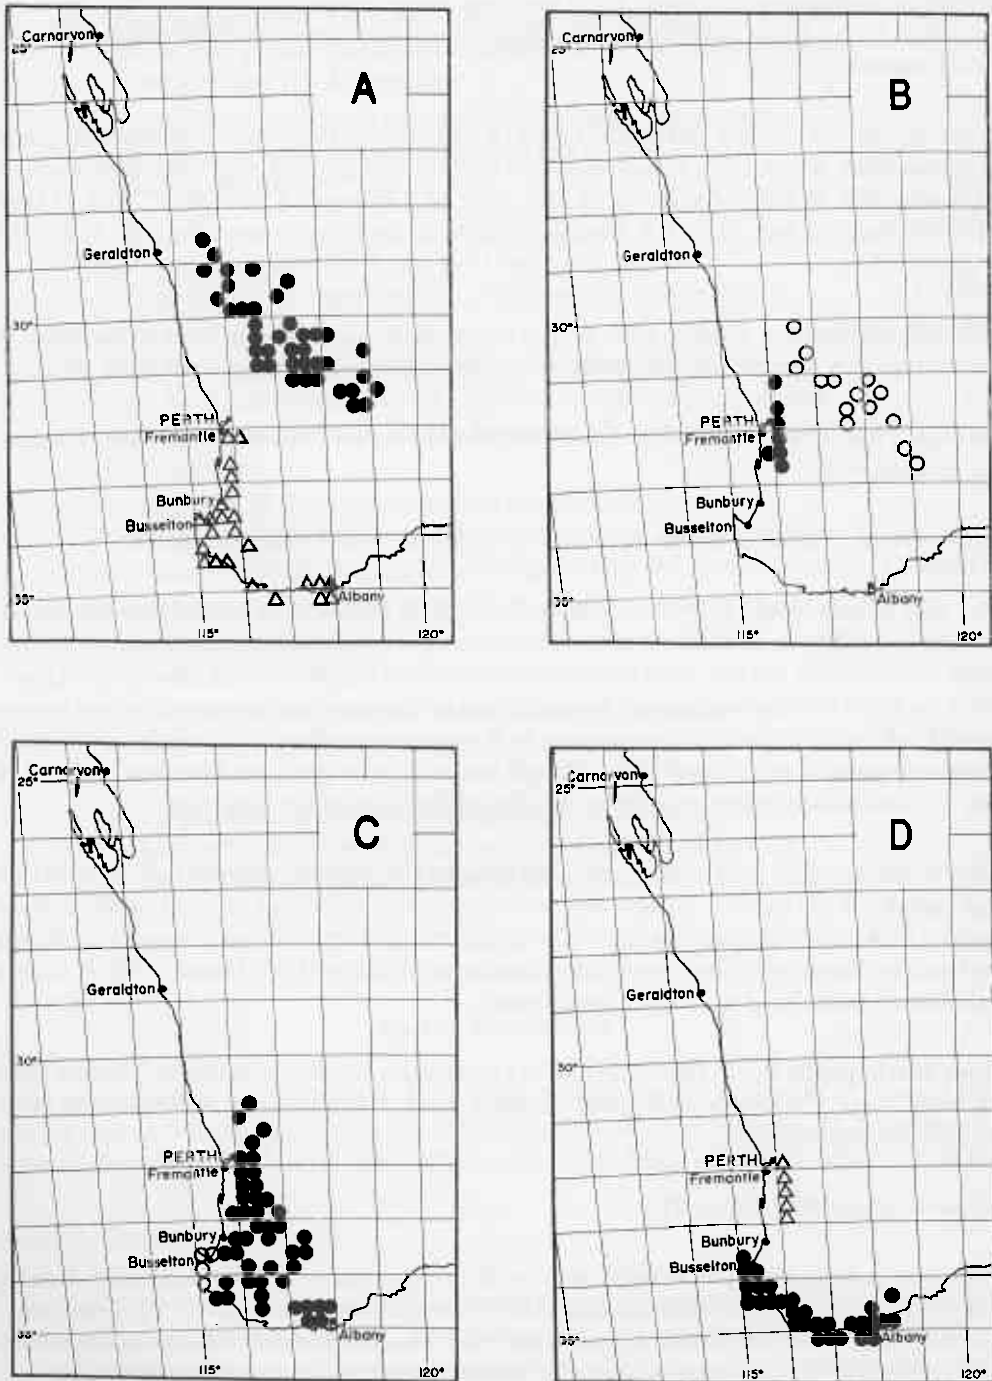 Carnarvon
25°
A
Geraldton
30°
PERTH
Fremantle
Bunbury
Busselton
35°
Albany
115°
120°
Carnarvon
25°
B
Geraldton
30°
PERTH
Fremantle
Bunbury
Busselton
35°
Albany
115°
120°
Carnarvon
25°
C
Geraldton
30°
PERTH
Fremantle
Bunbury
Busselton
35°
Albany
115°
120°
Carnarvon
25°
D
Geraldton
30°
PERTH
Fremantle
Bunbury
Busselton
35°
Albany
115°
120°